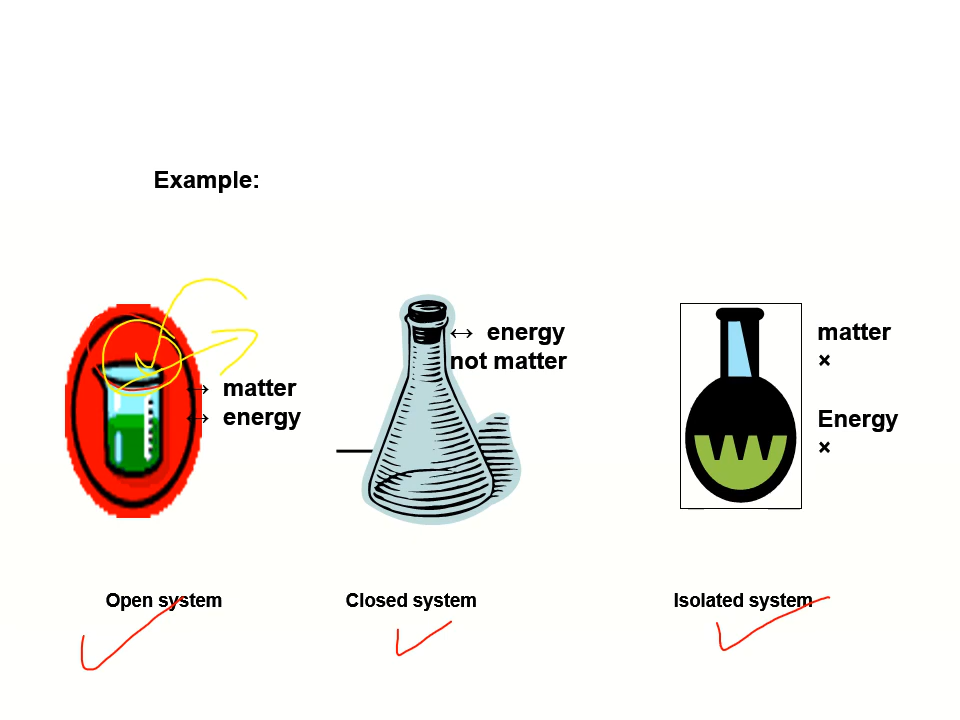 Example:
↔ matter
↔ energy
↔ energy
not matter
matter
×
Energy
×
Open system
Closed system
Isolated system